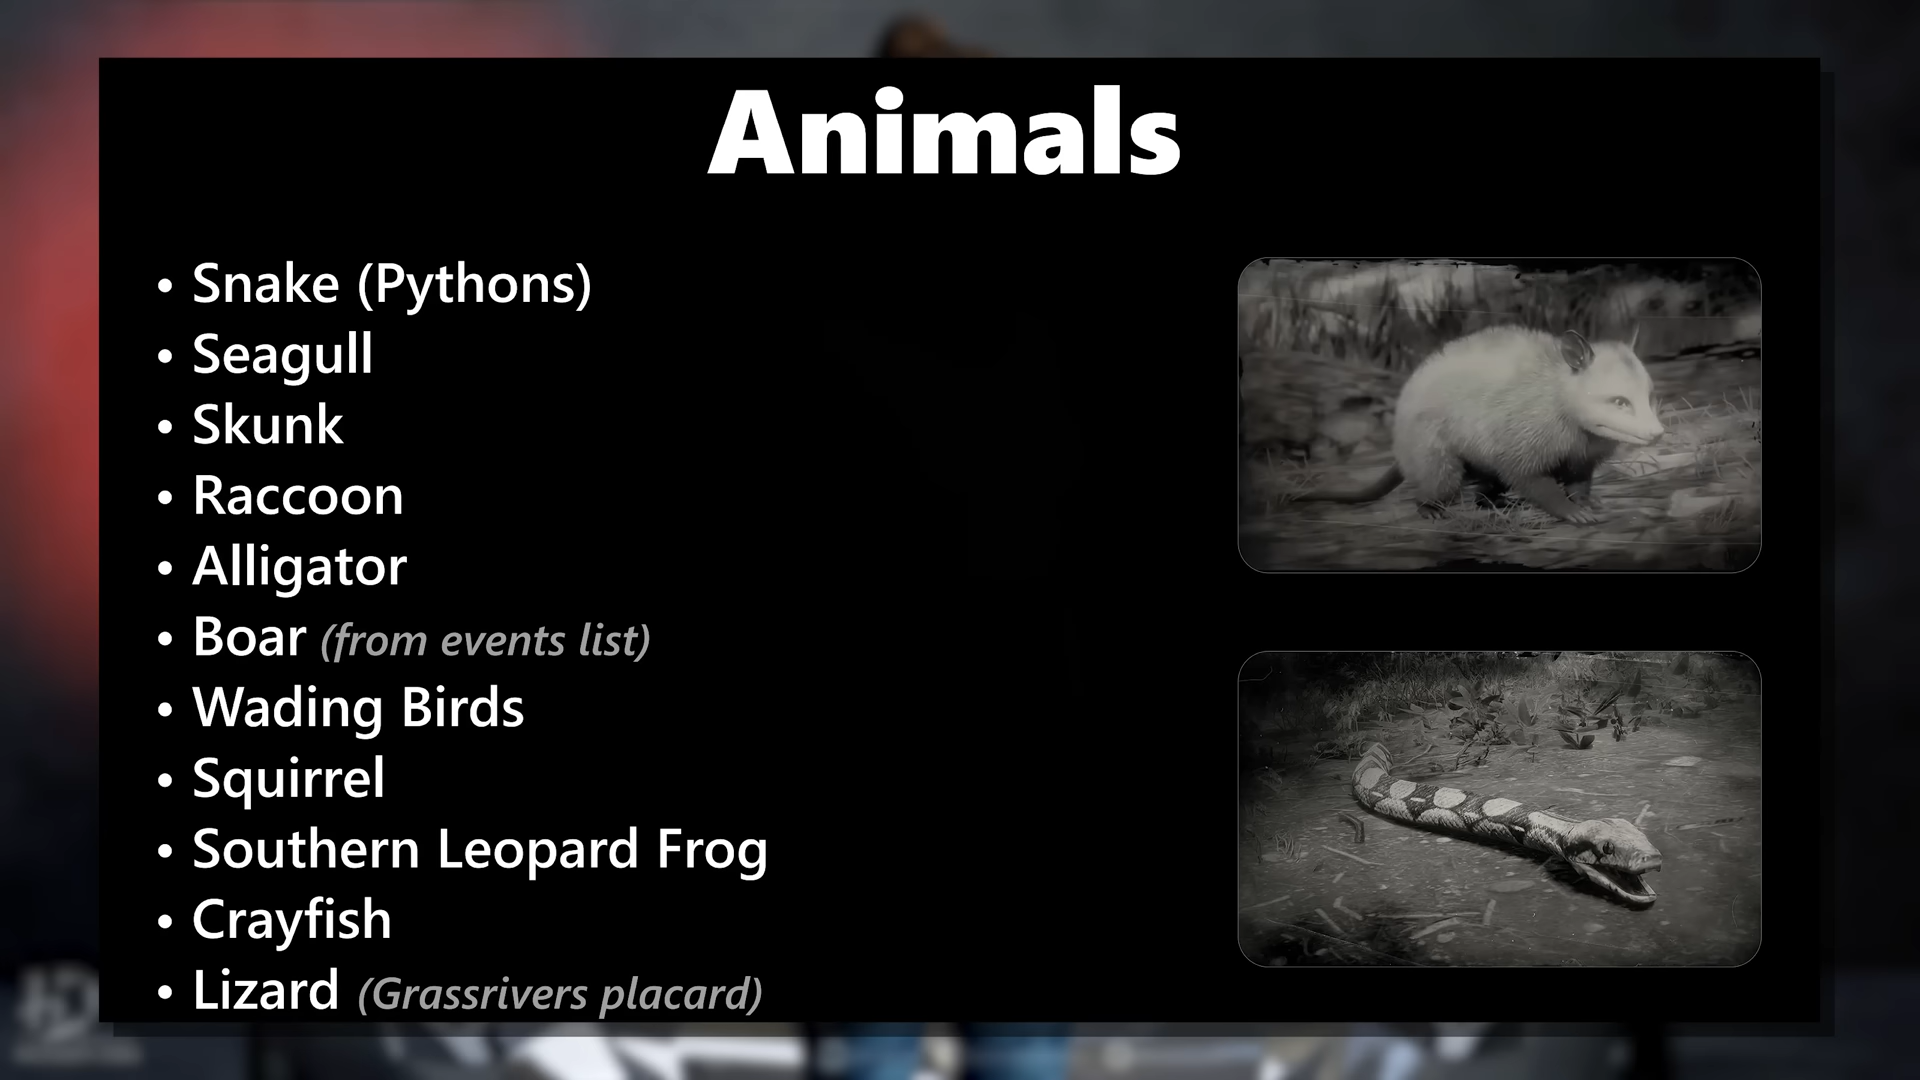 Animals
• Snake (Pythons)
• Seagull
• Skunk
• Raccoon
• Alligator
• Boar (from events list)
• Wading Birds
• Squirrel
• Southern Leopard Frog
• Crayfish
• Lizard (Grassrivers placard)